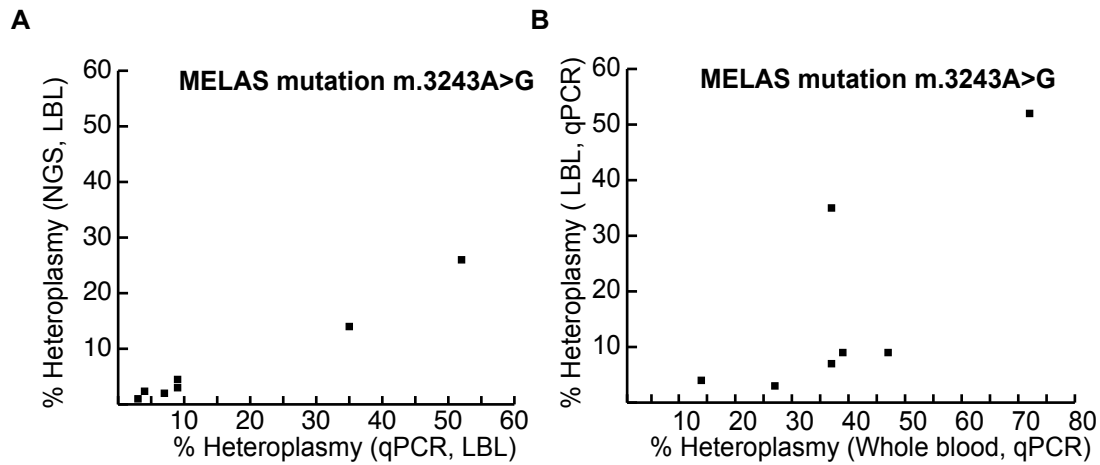 A
MELAS mutation m.3243A>G
% Heteroplasmy (NGS, LBL)
60
50
40
30
20
10
10 20 30 40 50 60
% Heteroplasmy (qPCR, LBL)
B
MELAS mutation m.3243A>G
% Heteroplasmy ( LBL, qPCR)
60
50
40
30
20
10
10 20 30 40 50 60 70 80
% Heteroplasmy (Whole blood, qPCR)